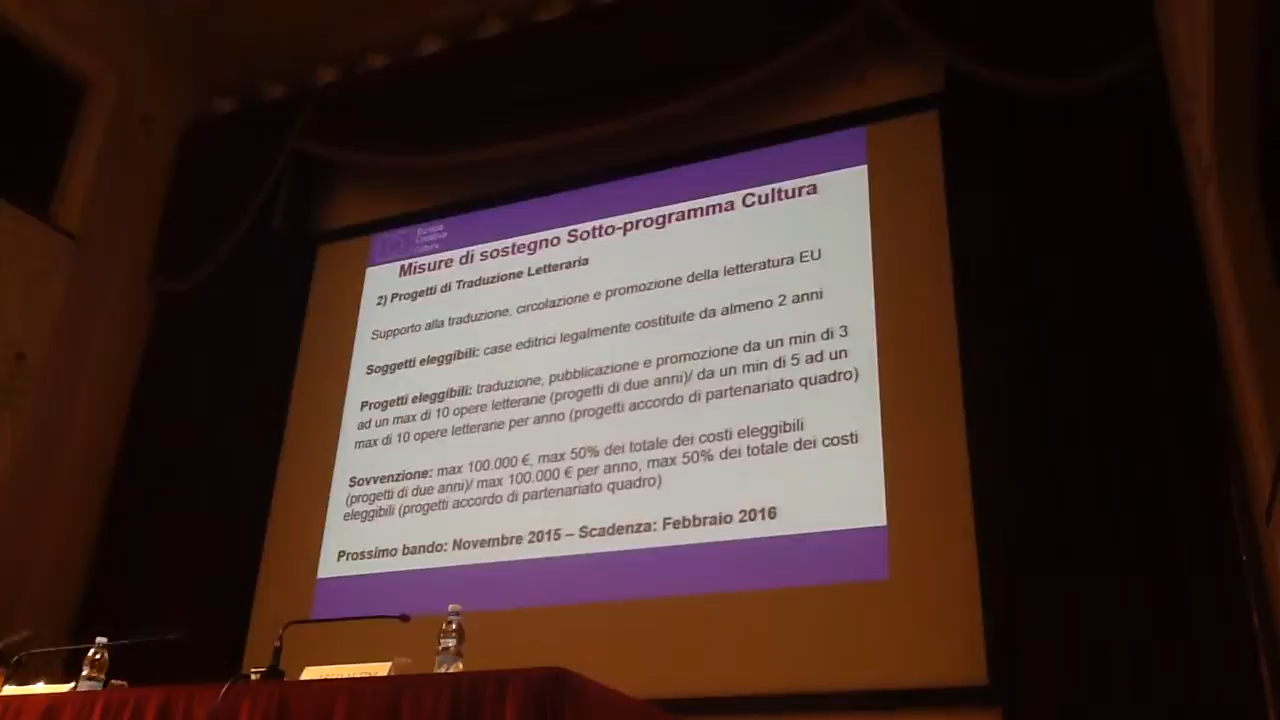 Europa
Creativa
Cultura
Misure di sostegno Sotto-programma Cultura
2) Progetti di Traduzione Letteraria
Supporto alla traduzione, circolazione e promozione della letteratura EU
Soggetti eleggibili: case editrici legalmente costituite da almeno 2 anni
Progetti eleggibili: traduzione, pubblicazione e promozione da un min di 3
ad un max di 10 opere letterarie (progetti di due anni)/ da un min di 5 ad un
max di 10 opere letterarie per anno (progetti accordo di partenariato quadro)
Sovvenzione: max 100.000 €, max 50% dei totale dei costi eleggibili
(progetti di due anni)/ max 100.000 € per anno, max 50% dei totale dei costi
eleggibili (progetti accordo di partenariato quadro)
Prossimo bando: Novembre 2015 – Scadenza: Febbraio 2016